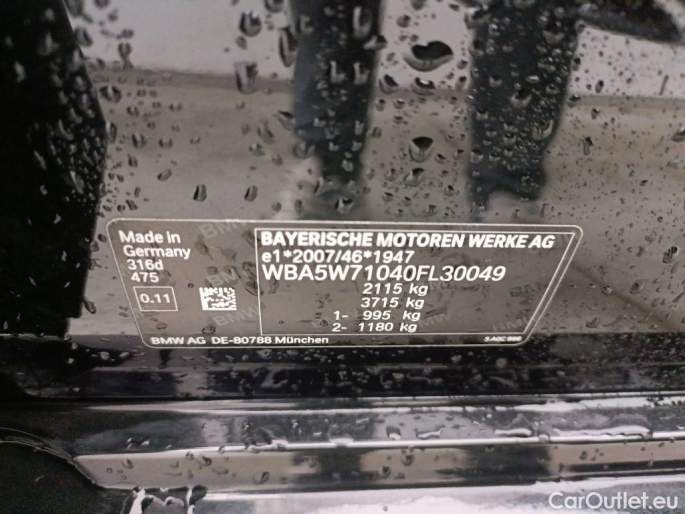 Made in
Germany
316d
475
0.11
BAYERISCHE MOTOREN WERKE AG
e1*2007/46*1947
WBA5W71040FL30049
2115 kg
3715 kg
1- 995 kg
2- 1180 kg
BMW AG DE-80788 München
CarOutlet.eu